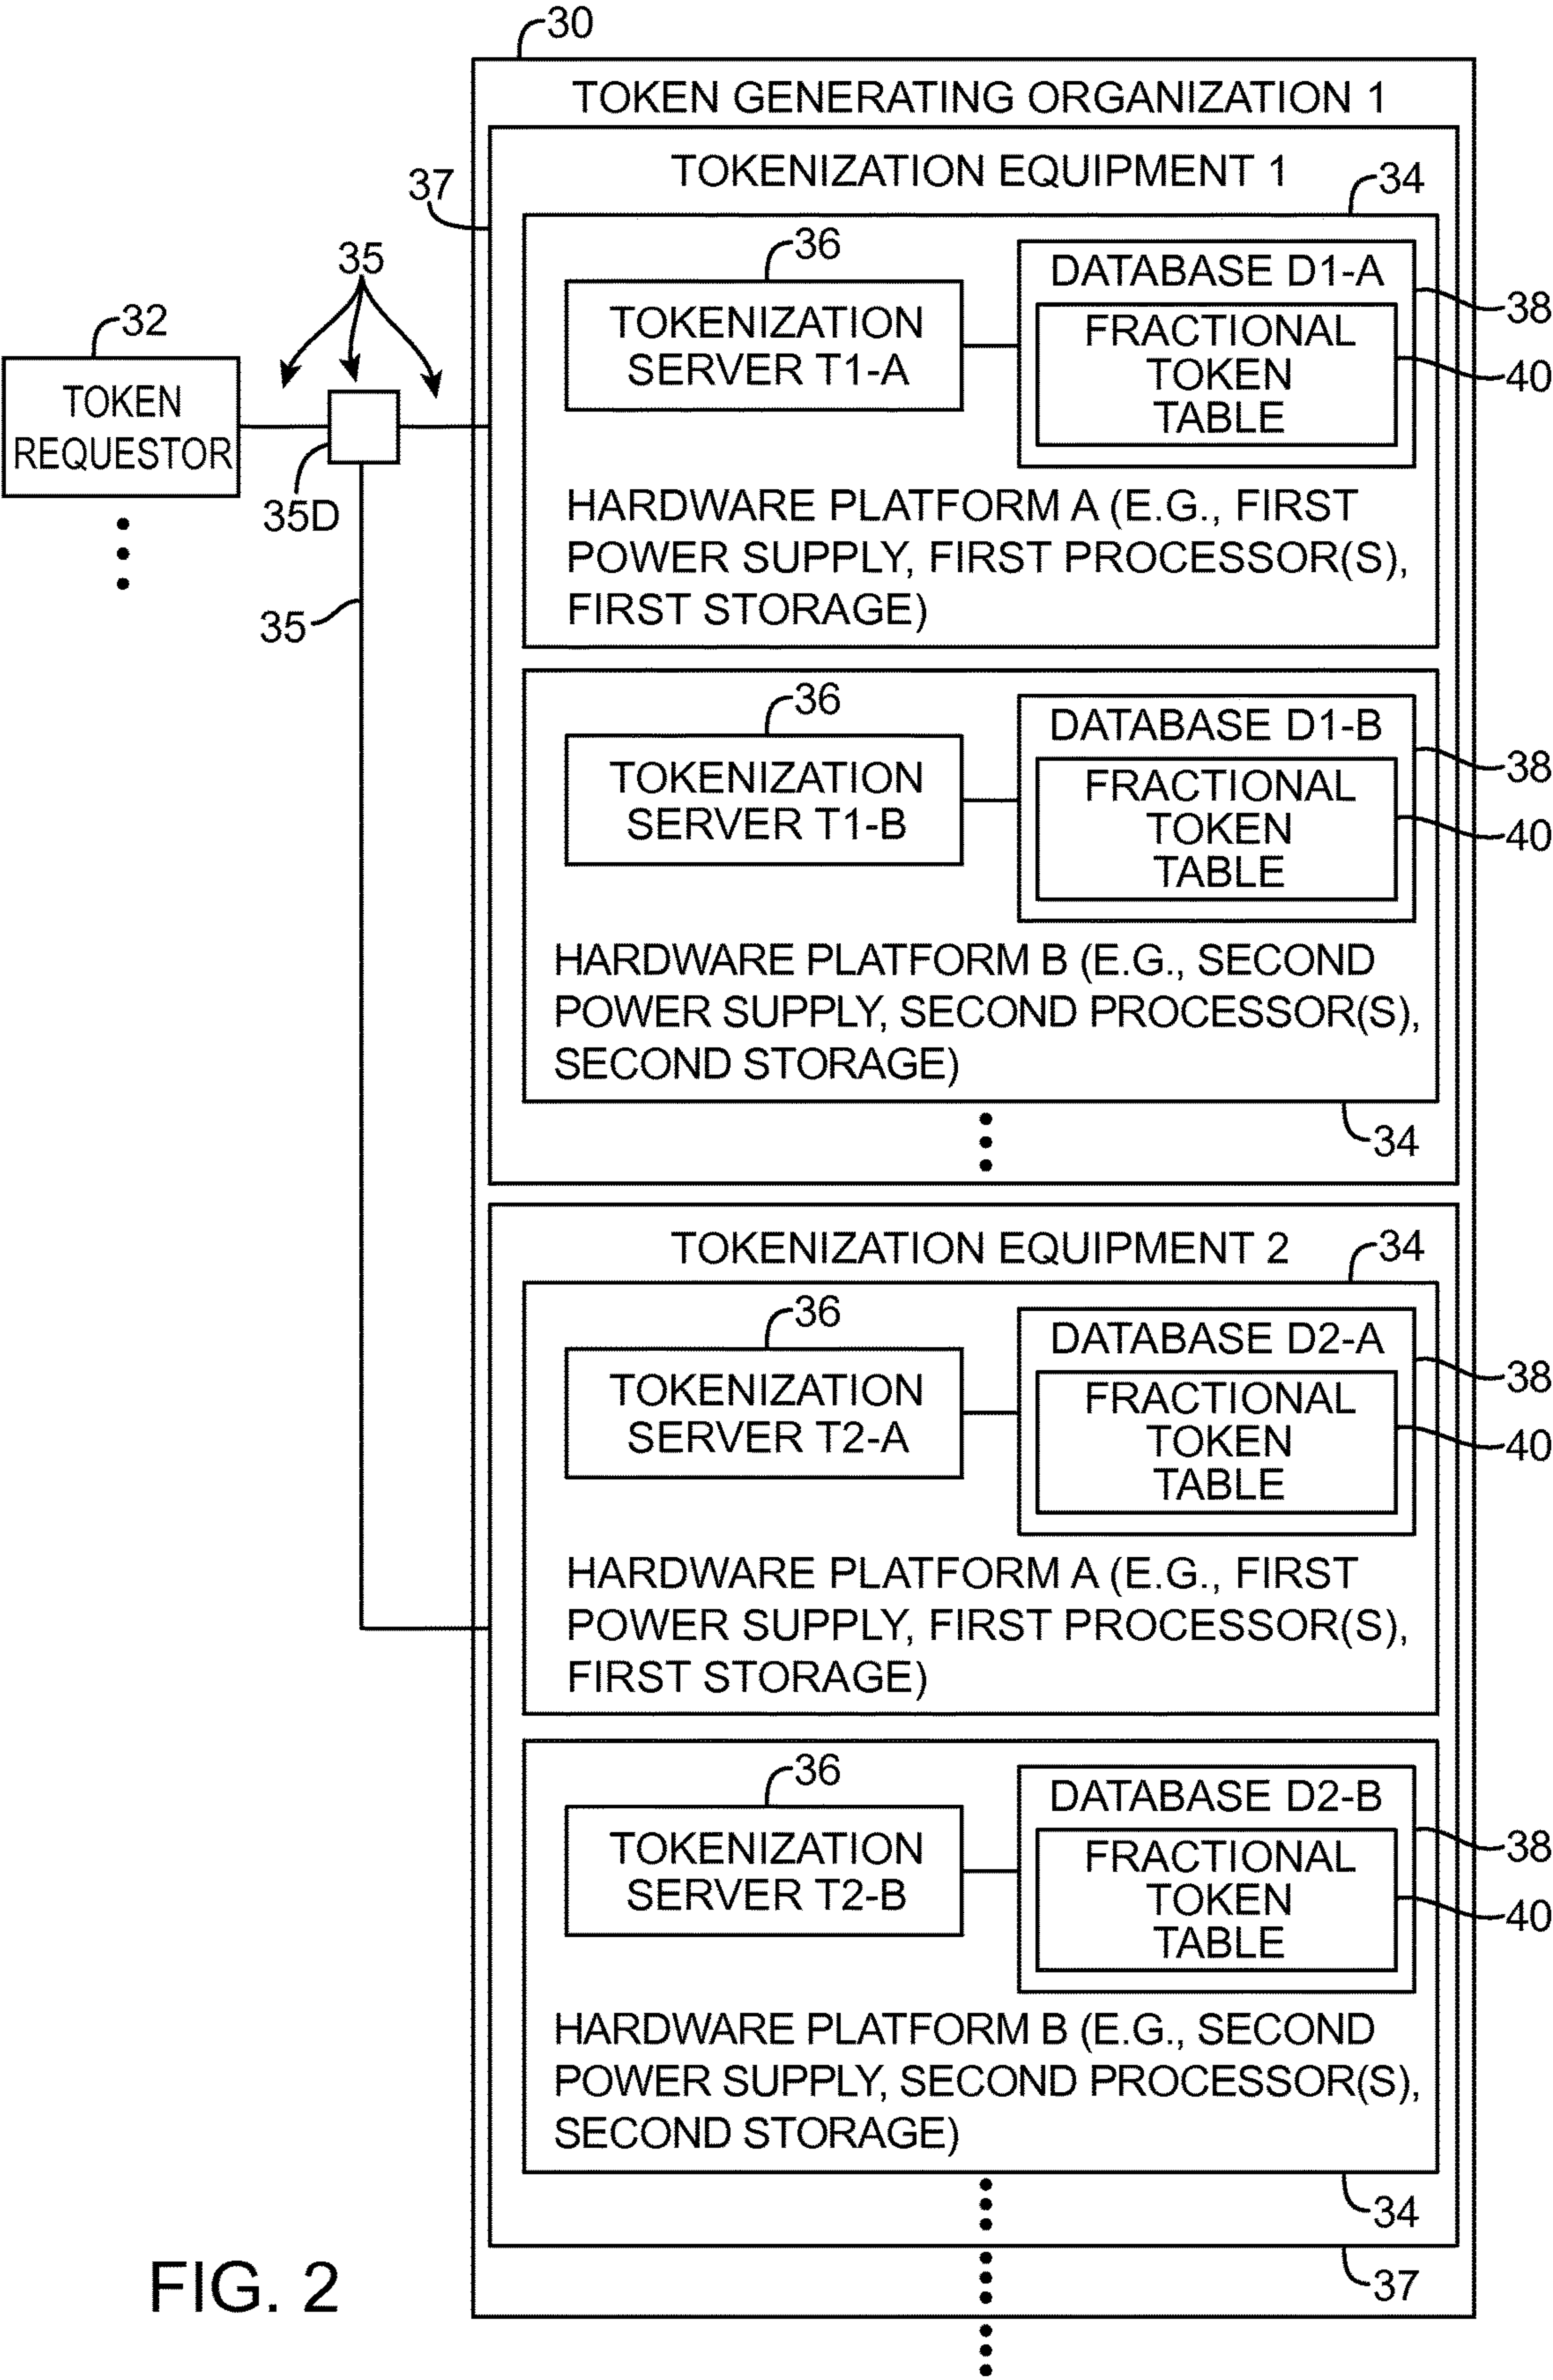 30
TOKEN GENERATING ORGANIZATION 1
TOKENIZATION EQUIPMENT 1
37
34
35
36
TOKENIZATION
SERVER T1-A
DATABASE D1-A
38
FRACTIONAL
TOKEN
TABLE
40
32
TOKEN
REQUESTOR
35D
35
HARDWARE PLATFORM A (E.G., FIRST
POWER SUPPLY, FIRST PROCESSOR(S),
FIRST STORAGE)
36
TOKENIZATION
SERVER T1-B
DATABASE D1-B
38
FRACTIONAL
TOKEN
TABLE
40
HARDWARE PLATFORM B (E.G., SECOND
POWER SUPPLY, SECOND PROCESSOR(S),
SECOND STORAGE)
34
TOKENIZATION EQUIPMENT 2
34
36
TOKENIZATION
SERVER T2-A
DATABASE D2-A
38
FRACTIONAL
TOKEN
TABLE
40
HARDWARE PLATFORM A (E.G., FIRST
POWER SUPPLY, FIRST PROCESSOR(S),
FIRST STORAGE)
36
TOKENIZATION
SERVER T2-B
DATABASE D2-B
38
FRACTIONAL
TOKEN
TABLE
40
HARDWARE PLATFORM B (E.G., SECOND
POWER SUPPLY, SECOND PROCESSOR(S),
SECOND STORAGE)
34
37
FIG. 2